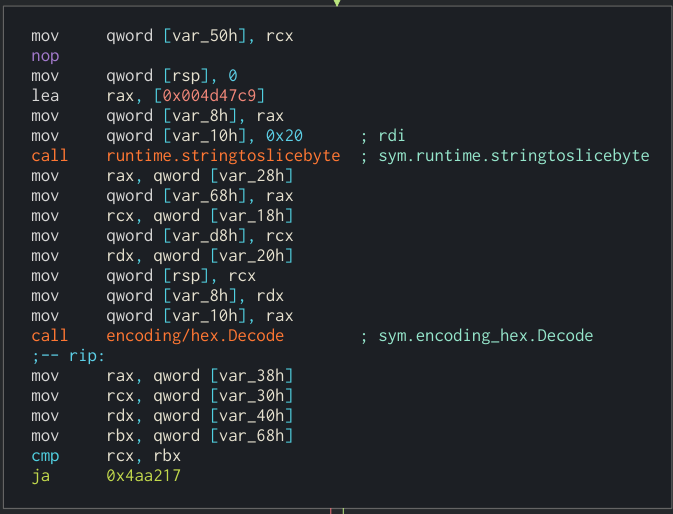 mov qword [var_50h], rcx
nop
mov qword [rsp], 0
lea rax, [0x004d47c9]
mov qword [var_8h], rax
mov qword [var_10h], 0x20 ; rdi
call runtime.stringtoslicebyte ; sym.runtime.stringtoslicebyte
mov rax, qword [var_28h]
mov qword [var_68h], rax
mov rcx, qword [var_18h]
mov qword [var_d8h], rcx
mov rdx, qword [var_20h]
mov qword [rsp], rcx
mov qword [var_8h], rdx
mov qword [var_10h], rax
call encoding/hex.Decode ; sym.encoding_hex.Decode
;-- rip:
mov rax, qword [var_38h]
mov rcx, qword [var_30h]
mov rdx, qword [var_40h]
mov rbx, qword [var_68h]
cmp rcx, rbx
ja 0x4aa217